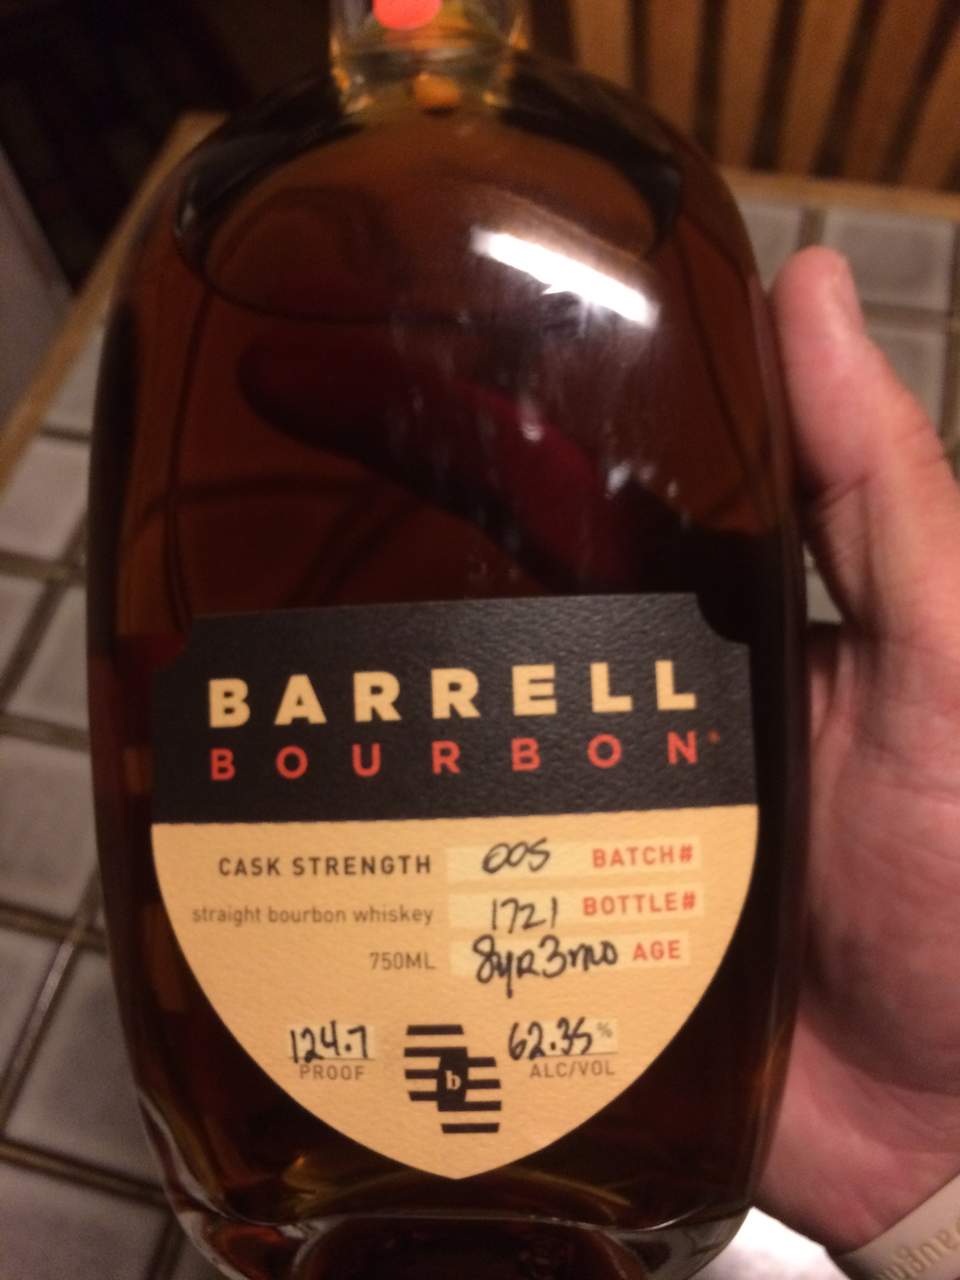 BARRELL
BOURBON
CASK STRENGTH 005 BATCH#
straight bourbon whiskey 1721 BOTTLE#
750ML 8yr3mo AGE
124.7 62.35%
PROOF b ALC/VOL